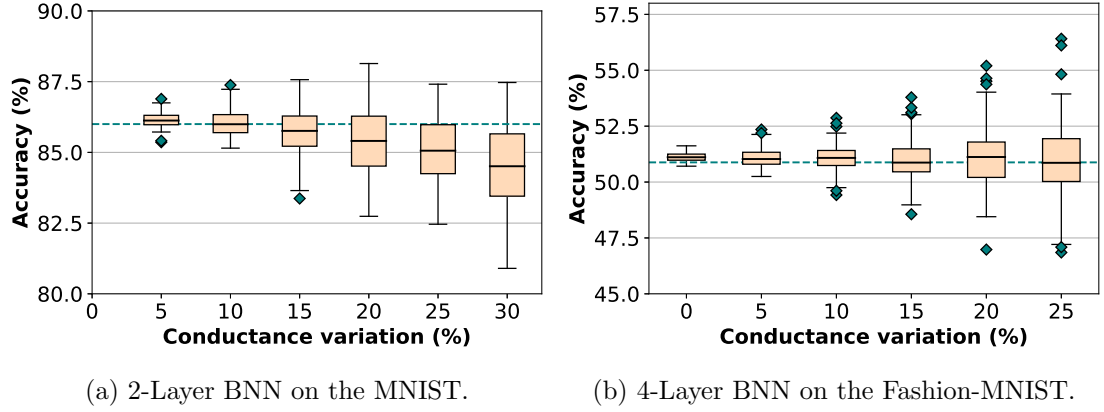 90.0
87.5
85.0
82.5
80.0
Accuracy (%)
0 5 10 15 20 25 30
Conductance variation (%)
(a) 2-Layer BNN on the MNIST.
57.5
55.0
52.5
50.0
47.5
45.0
Accuracy (%)
0 5 10 15 20 25
Conductance variation (%)
(b) 4-Layer BNN on the Fashion-MNIST.